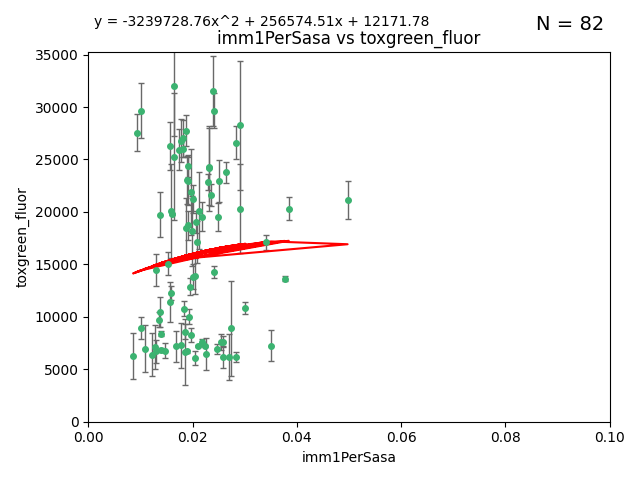 y = -3239728.76x^2 + 256574.51x + 12171.78
N = 82
imm1PerSasa vs toxgreen_fluor
35000
30000
25000
20000
15000
10000
5000
0
toxgreen_fluor
0.00 0.02 0.04 0.06 0.08 0.10
imm1PerSasa